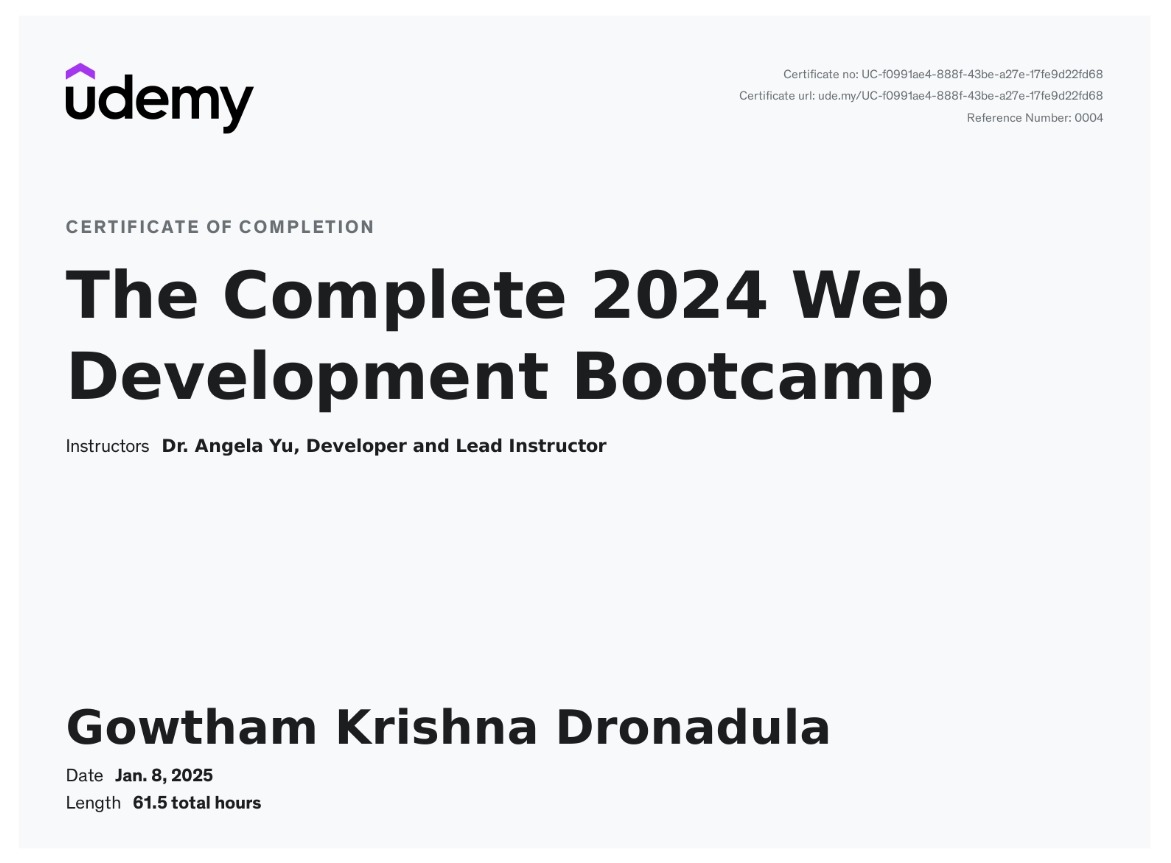 udemy
Certificate no: UC-f0991ae4-888f-43be-a27e-17fe9d22fd68
Certificate url: ude.my/UC-f0991ae4-888f-43be-a27e-17fe9d22fd68
Reference Number: 0004
CERTIFICATE OF COMPLETION
The Complete 2024 Web
Development Bootcamp
Instructors Dr. Angela Yu, Developer and Lead Instructor
Gowtham Krishna Dronadula
Date Jan. 8, 2025
Length 61.5 total hours